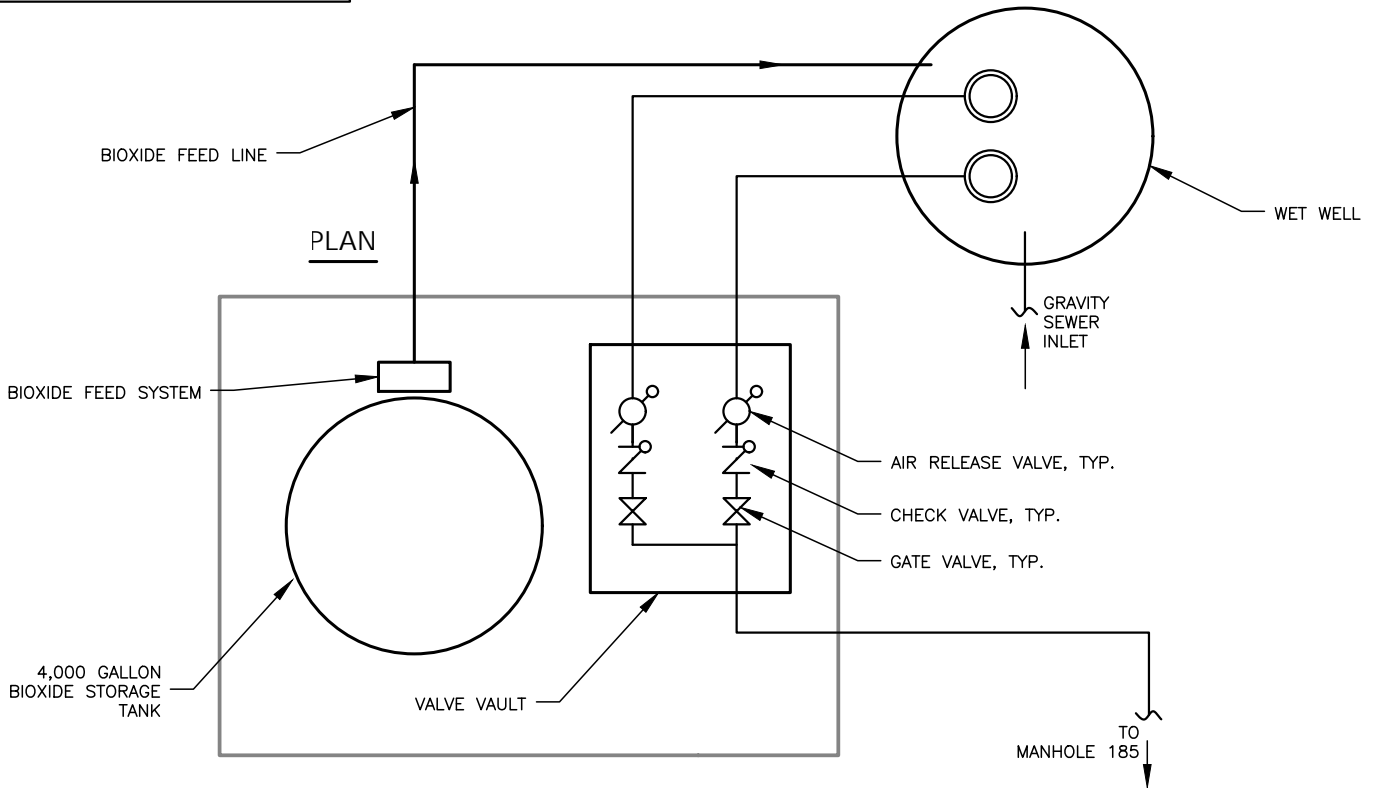 BIOXIDE FEED LINE
PLAN
WET WELL
GRAVITY
SEWER
INLET
BIOXIDE FEED SYSTEM
AIR RELEASE VALVE, TYP.
CHECK VALVE, TYP.
GATE VALVE, TYP.
4,000 GALLON
BIOXIDE STORAGE
TANK
VALVE VAULT
TO
MANHOLE 185